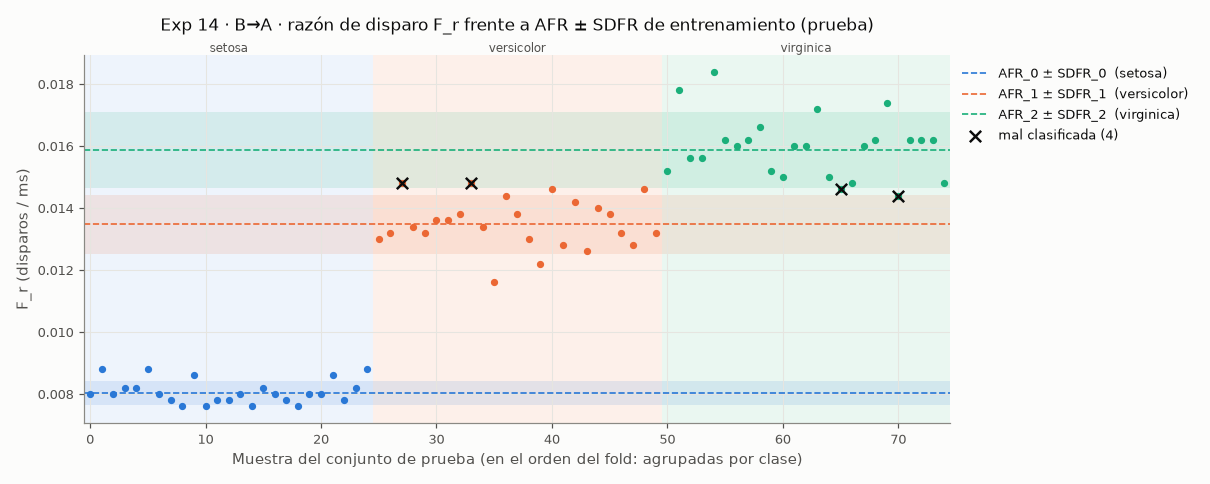 Exp 14 · B→A · razón de disparo F_r frente a AFR ± SDFR de entrenamiento (prueba)
setosa
versicolor
virginica
AFR_0 ± SDFR_0 (setosa)
AFR_1 ± SDFR_1 (versicolor)
AFR_2 ± SDFR_2 (virginica)
mal clasificada (4)
F_r (disparos / ms)
0.018
0.016
0.014
0.012
0.010
0.008
0
10
20
30
40
50
60
70
Muestra del conjunto de prueba (en el orden del fold: agrupadas por clase)